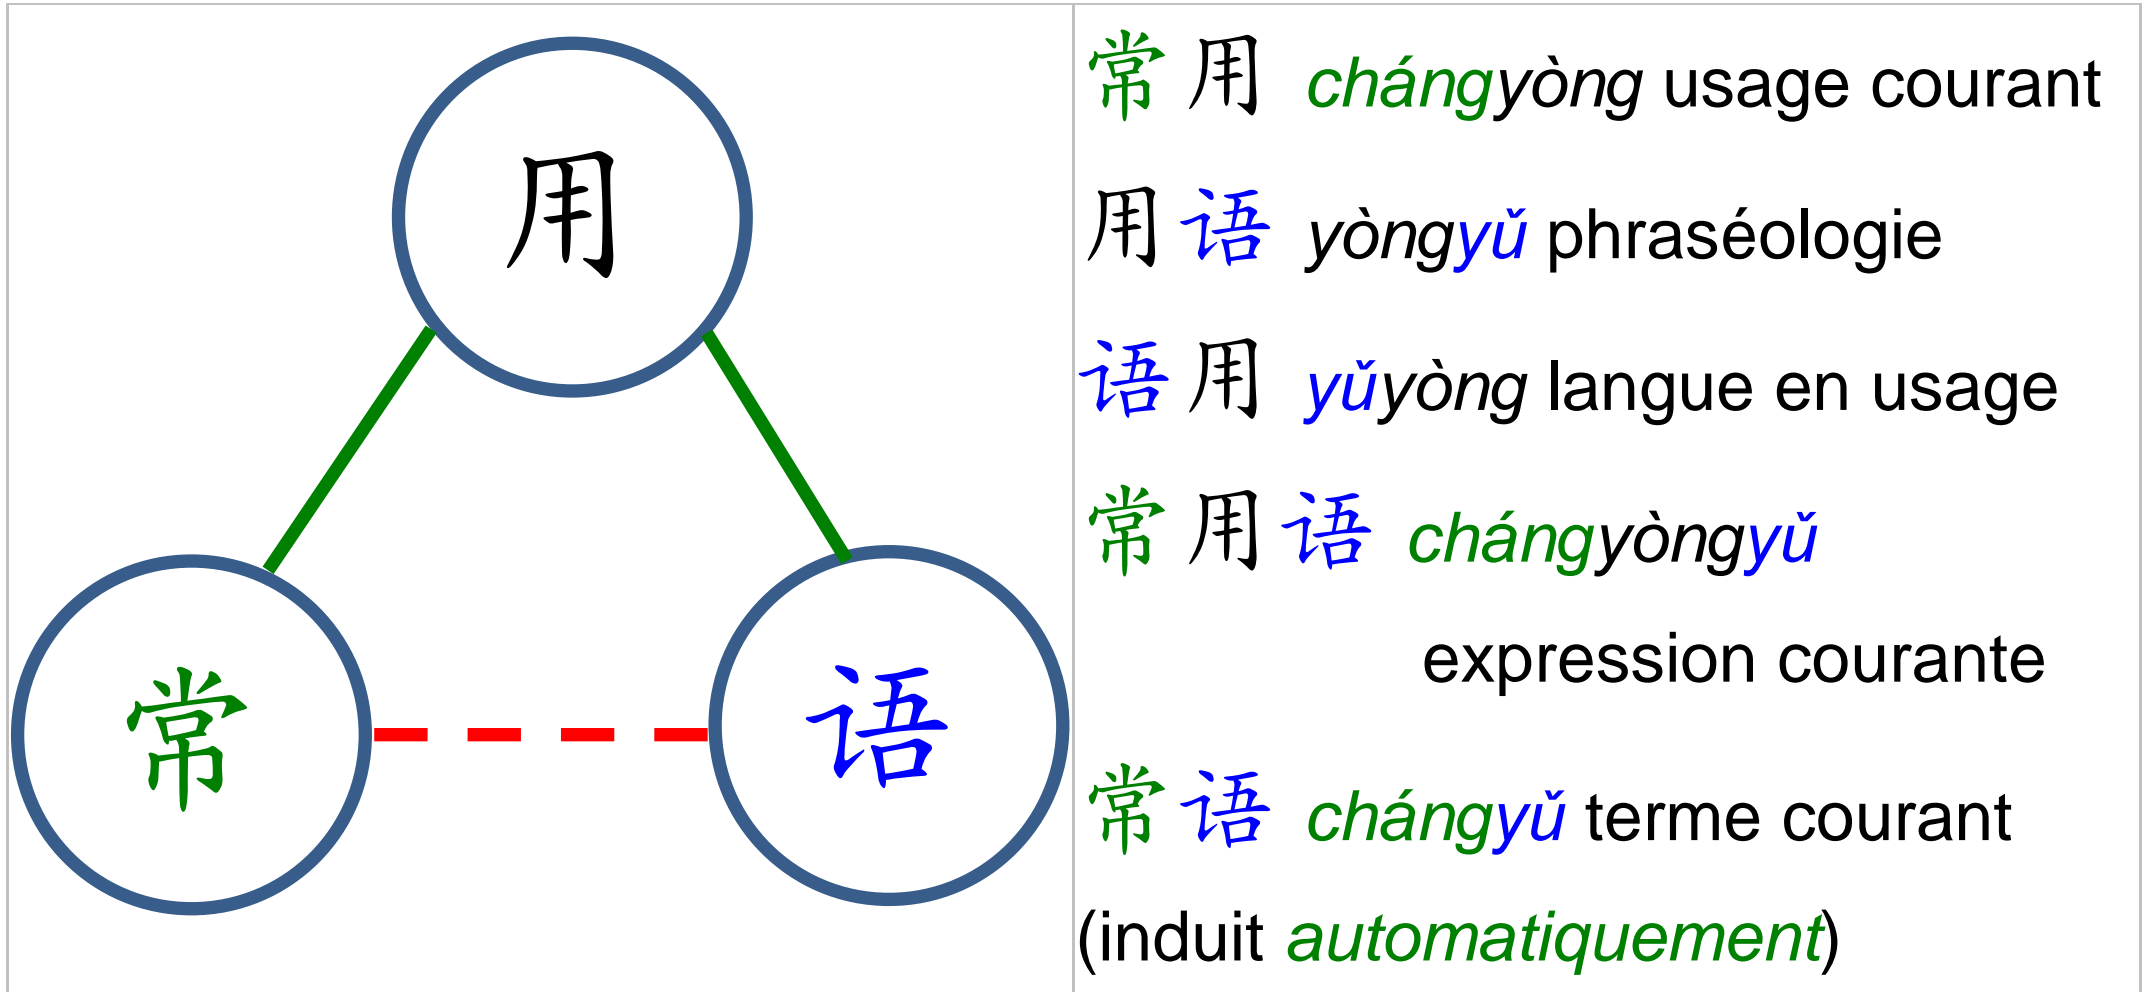 用
常
语
常用 chángyòng usage courant
用语 yòngyǔ phraséologie
语用 yǔyòng langue en usage
常用语 chángyòngyǔ
expression courante
常语 chángyǔ terme courant
(induit automatiquement)